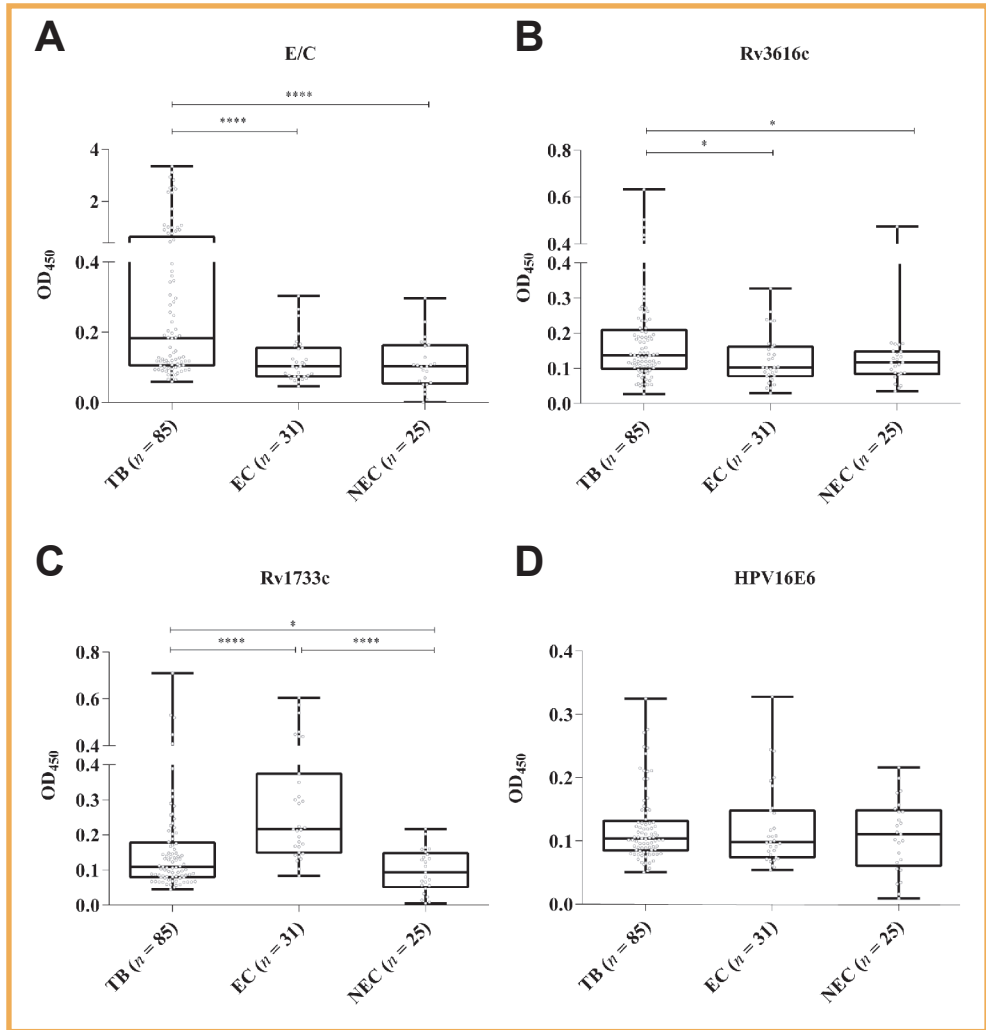 A
E/C
****
****
4
2
0.4
0.2
0.0
OD450
TB (n = 85)
EC (n = 31)
NEC (n = 25)
B
Rv3616c
*
*
0.8
0.6
0.4
0.4
0.3
0.2
0.1
0.0
TB (n = 85)
EC (n = 31)
NEC (n = 25)
C
Rv1733c
*
**** ****
0.8
0.6
0.4
0.4
0.3
0.2
0.1
0.0
OD450
TB (n = 85)
EC (n = 31)
NEC (n = 25)
D
HPV16E6
0.4
0.3
0.2
0.1
0.0
OD450
TB (n = 85)
EC (n = 31)
NEC (n = 25)